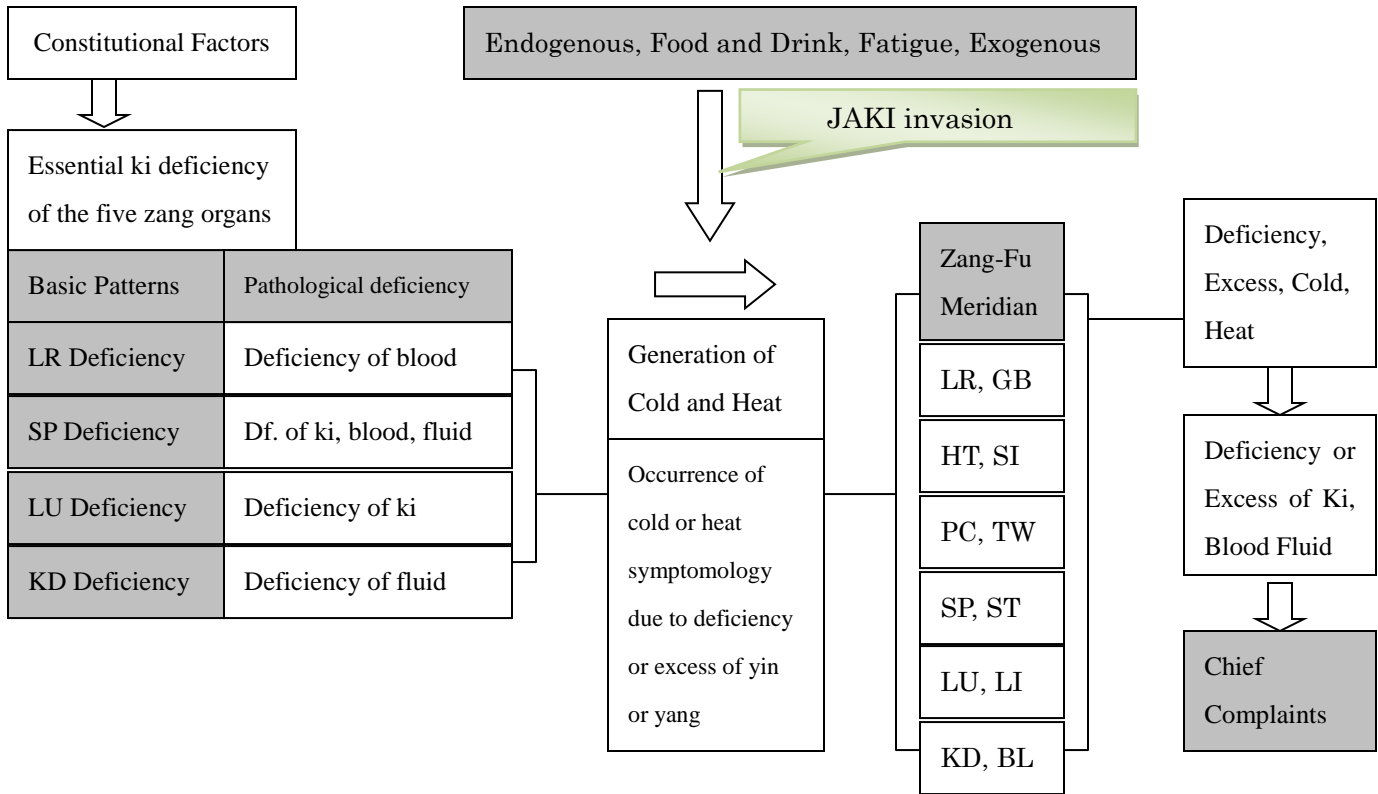 Constitutional Factors
Endogenous, Food and Drink, Fatigue, Exogenous
JAKI invasion
Essential ki deficiency
of the five zang organs
Basic Patterns
Pathological deficiency
LR Deficiency
Deficiency of blood
SP Deficiency
Df. of ki, blood, fluid
LU Deficiency
Deficiency of ki
KD Deficiency
Deficiency of fluid
Generation of
Cold and Heat
Occurrence of
cold or heat
symptomology
due to deficiency
or excess of yin
or yang
Zang-Fu
Meridian
LR, GB
HT, SI
PC, TW
SP, ST
LU, LI
KD, BL
Deficiency,
Excess, Cold,
Heat
Deficiency or
Excess of Ki,
Blood Fluid
Chief
Complaints